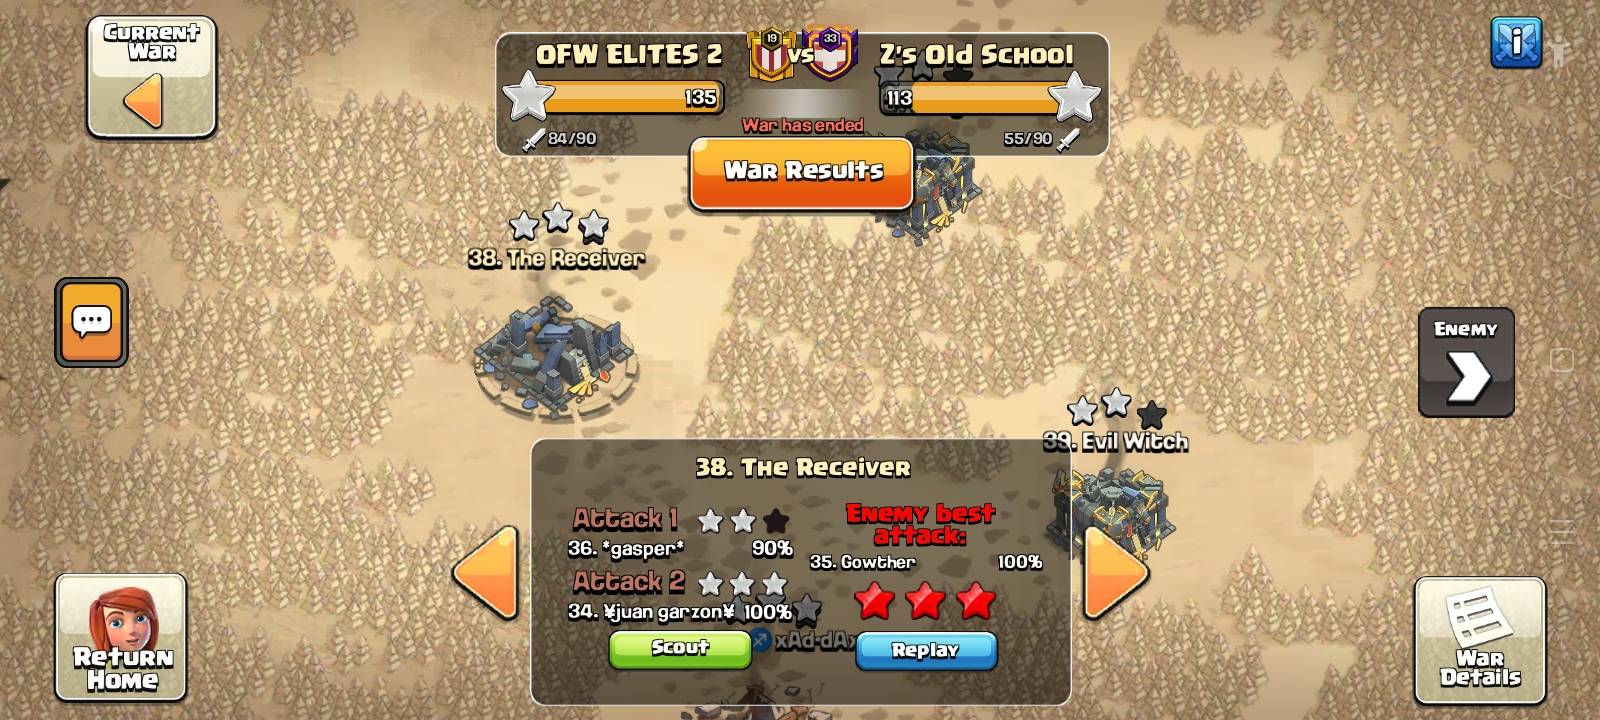 Current
War
OFW ELITES 2
19
VS
33
Z's Old School
135
113
War has ended
84/90
55/90
War Results
38. The Receiver
Enemy
39. Evil Witch
38. The Receiver
Attack 1
36. *gasper*
90%
Enemy best
attack:
35. Gowther
100%
Attack 2
34. ¥juan garzon¥
100%
Scout
Replay
Return
Home
War
Details